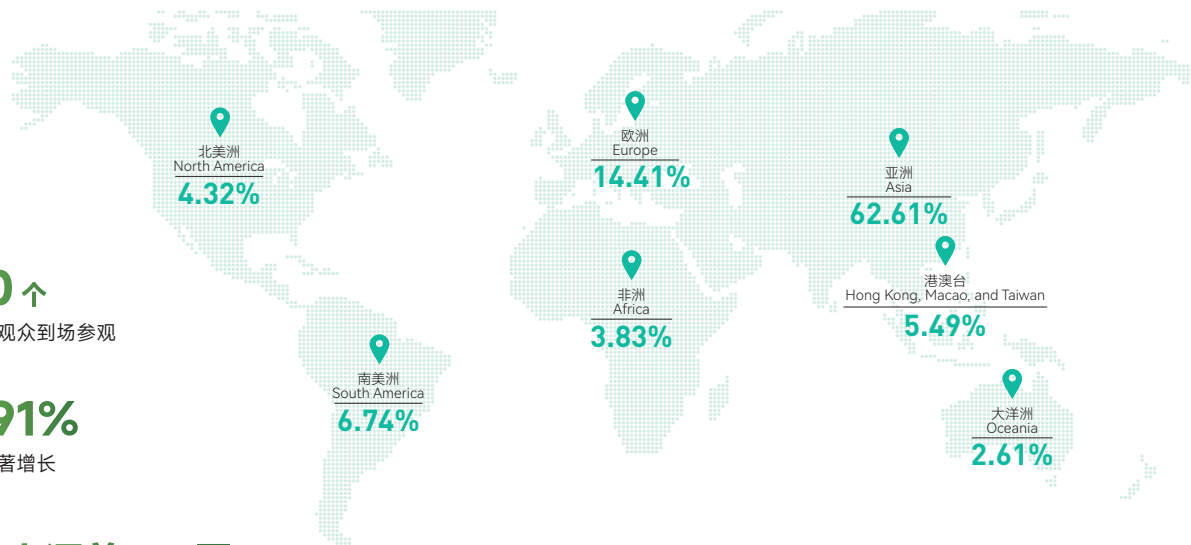 北美洲
North America
4.32%
欧洲
Europe
14.41%
亚洲
Asia
62.61%
港澳台
Hong Kong, Macao, and Taiwan
5.49%
非洲
Africa
3.83%
南美洲
South America
6.74%
大洋洲
Oceania
2.61%
0 个
观众到场参观
91%
著增长